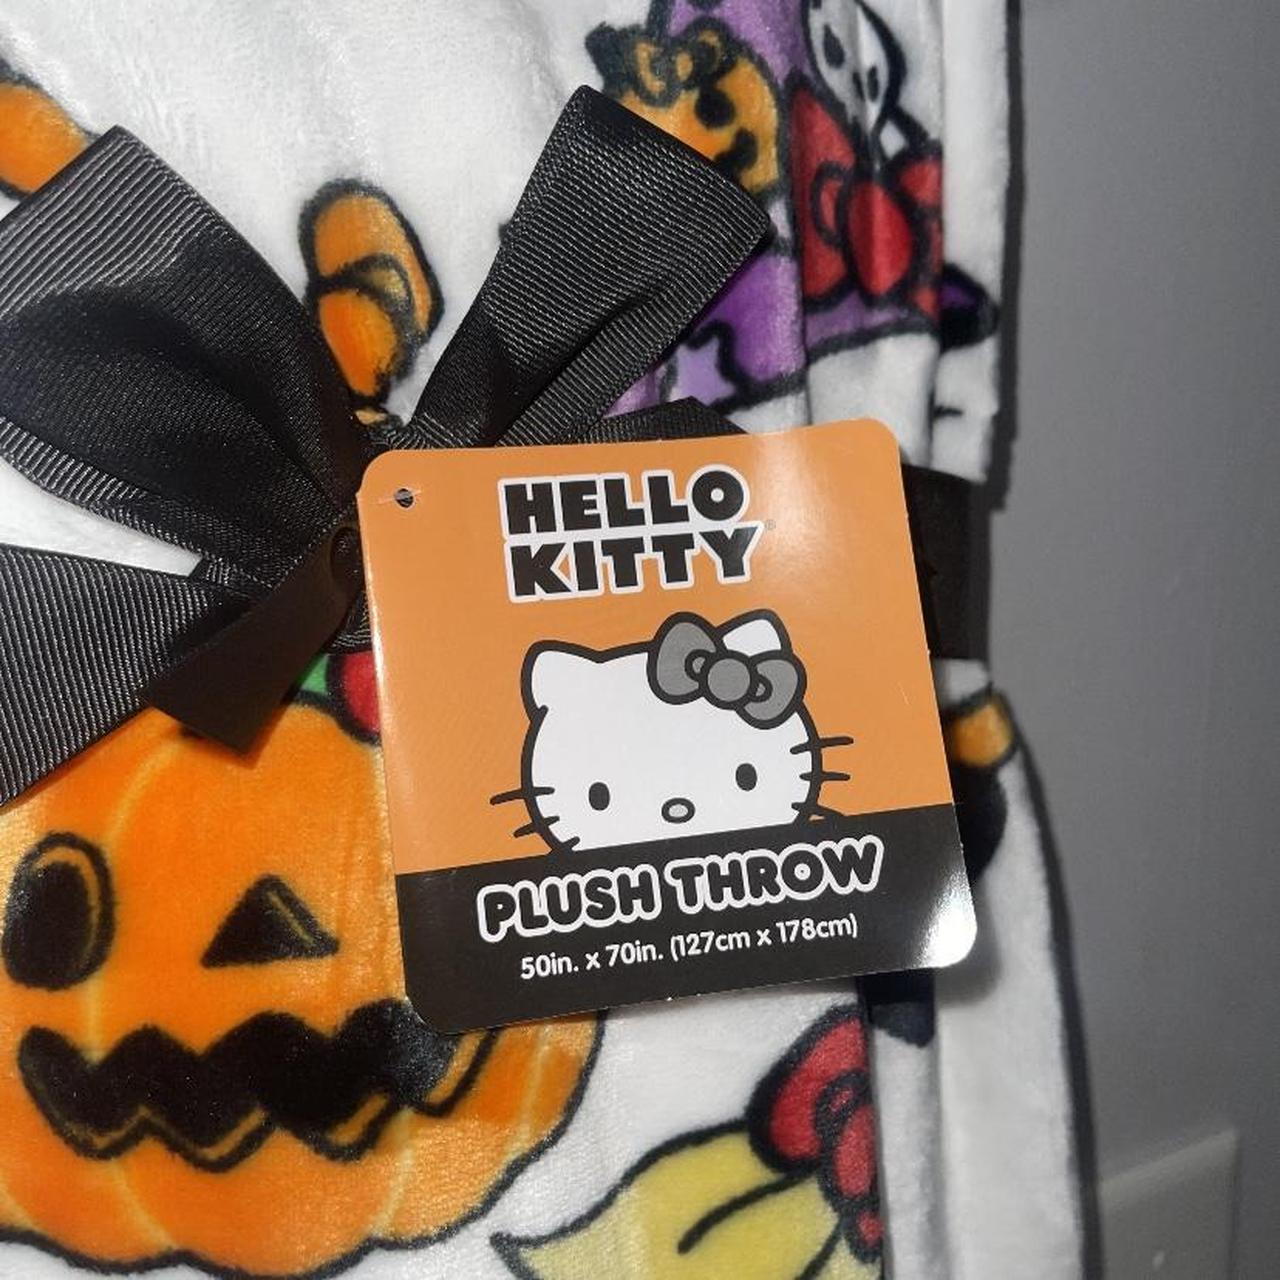 HELLO
KITTY®
PLUSH THROW
50in. x 70in. (127cm x 178cm)